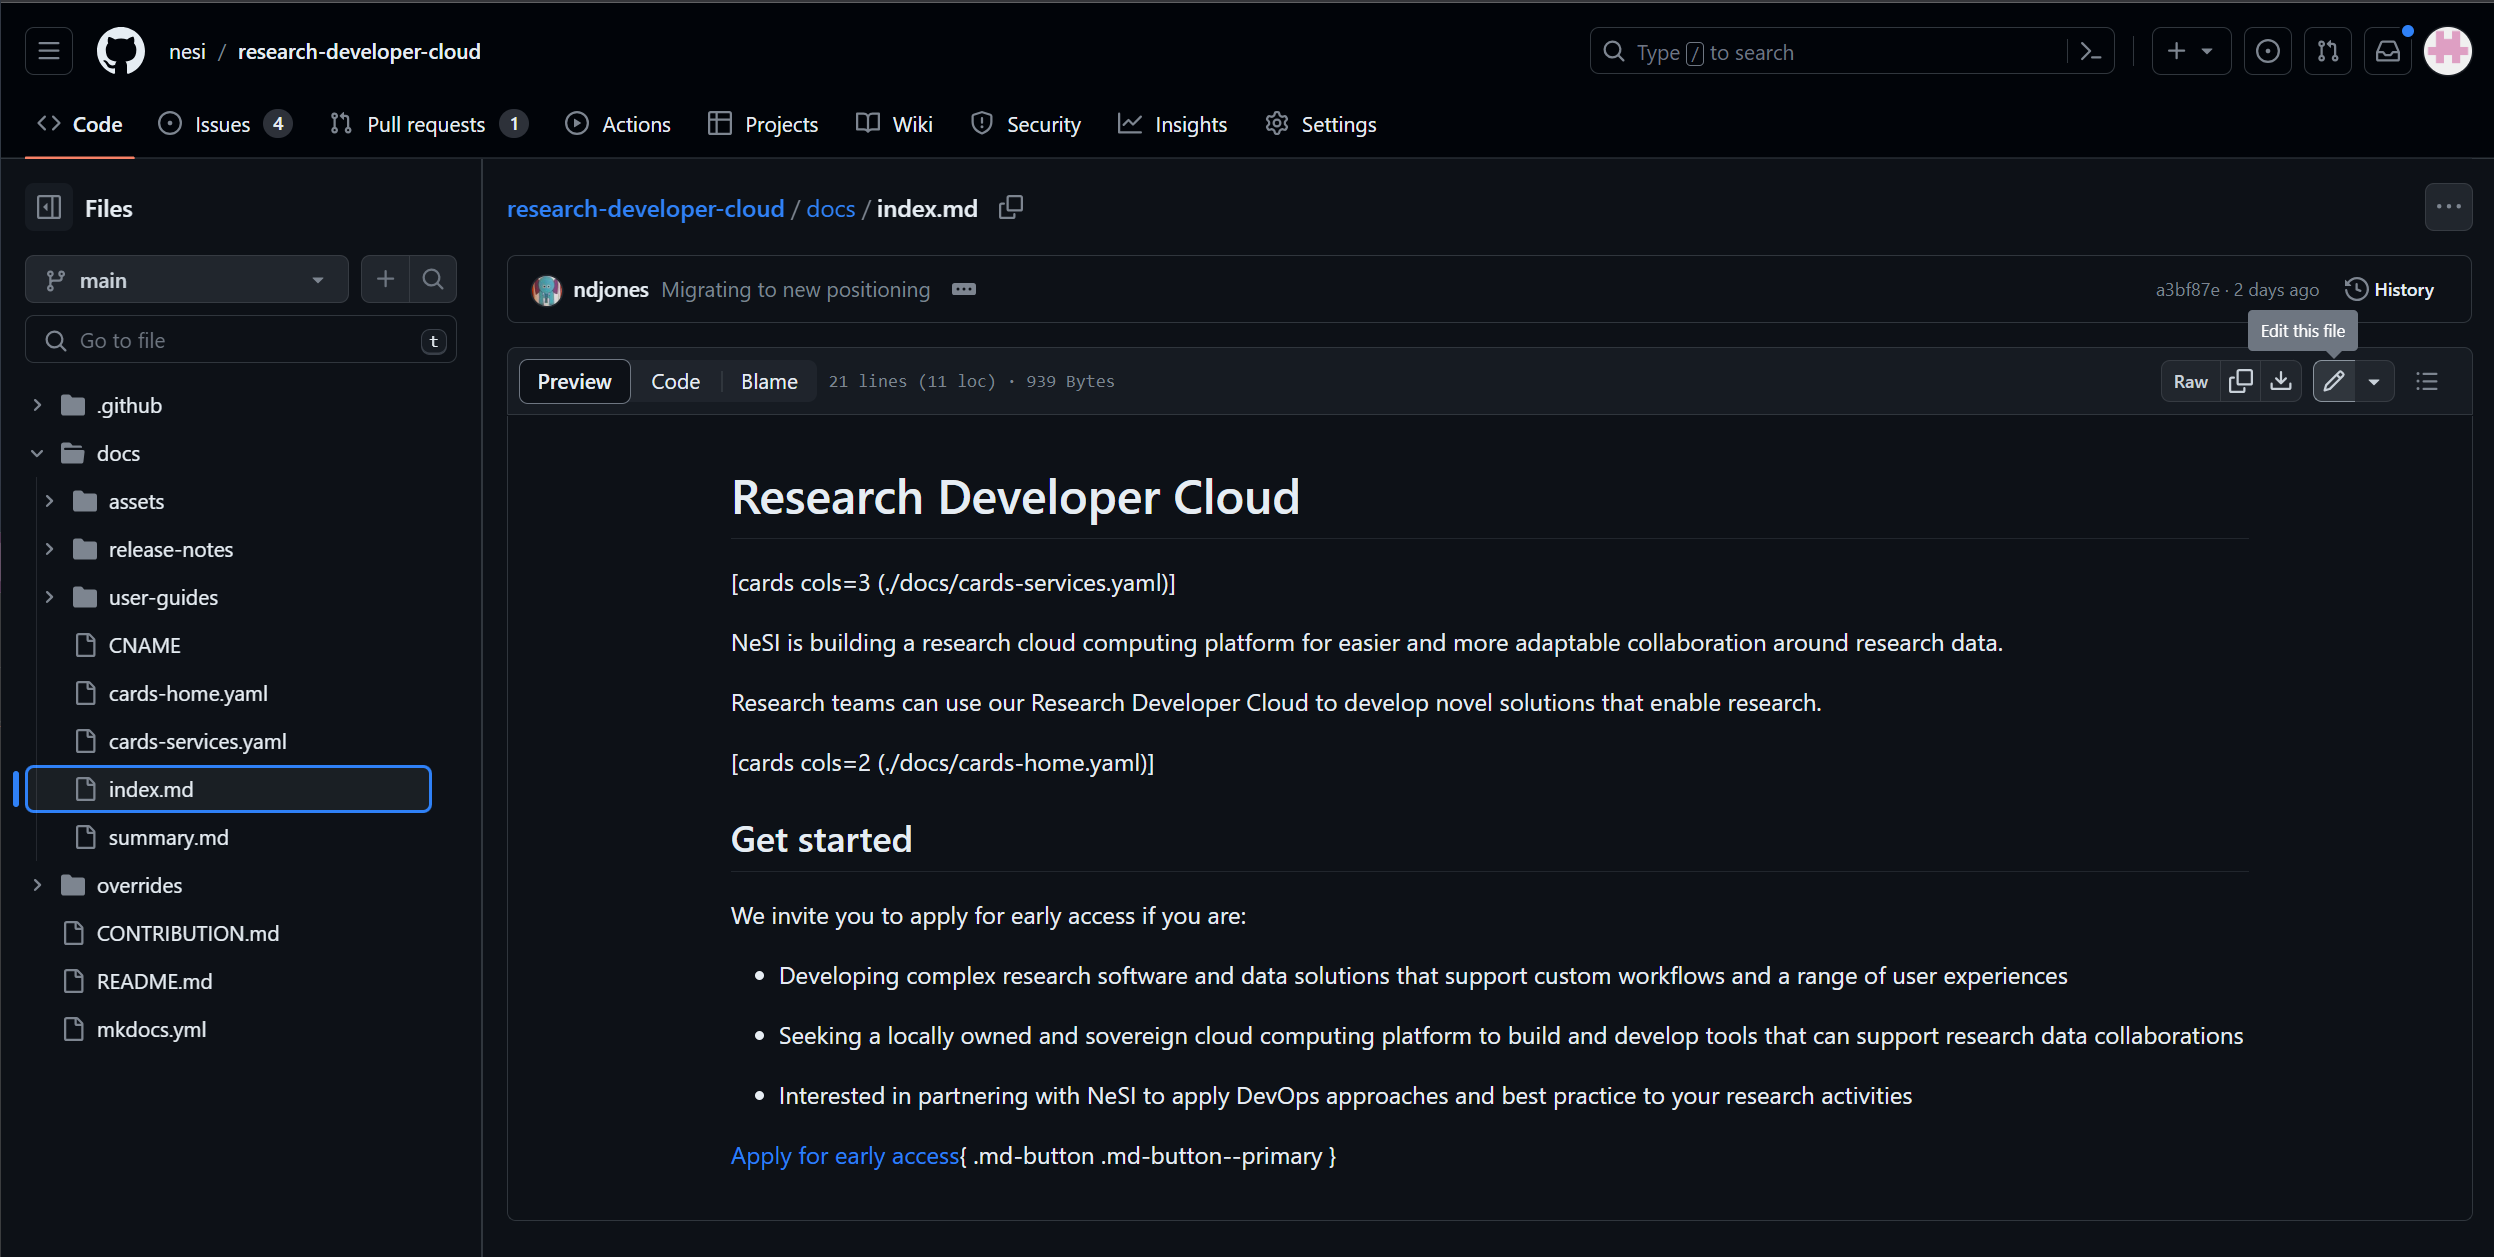 nesi / research-developer-cloud
Type / to search
Code
Issues 4
Pull requests 1
Actions
Projects
Wiki
Security
Insights
Settings
Files
main
Go to file
t
.github
docs
assets
release-notes
user-guides
CNAME
cards-home.yaml
cards-services.yaml
index.md
summary.md
overrides
CONTRIBUTION.md
README.md
mkdocs.yml
research-developer-cloud / docs / index.md
ndjones Migrating to new positioning
a3bf87e · 2 days ago
History
Edit this file
Preview
Code
Blame
21 lines (11 loc) · 939 Bytes
Raw
Research Developer Cloud
[cards cols=3 (./docs/cards-services.yaml)]
NeSI is building a research cloud computing platform for easier and more adaptable collaboration around research data.
Research teams can use our Research Developer Cloud to develop novel solutions that enable research.
[cards cols=2 (./docs/cards-home.yaml)]
Get started
We invite you to apply for early access if you are:
• Developing complex research software and data solutions that support custom workflows and a range of user experiences
• Seeking a locally owned and sovereign cloud computing platform to build and develop tools that can support research data collaborations
• Interested in partnering with NeSI to apply DevOps approaches and best practice to your research activities
Apply for early access{ .md-button .md-button--primary }